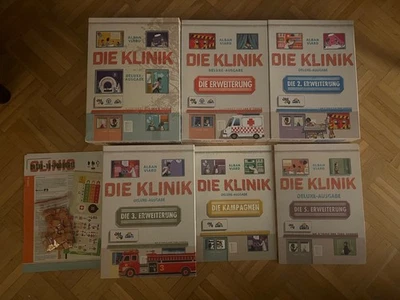 ALBAN
VIARD
DIE KLINIK
DELUXE-
AUSGABE
ALBAN
VIARD
DIE KLINIK
DELUXE-AUSGABE
DIE ERWEITERUNG
ALBAN
VIARD
DIE KLINIK
DELUXE-AUSGABE
DIE 2. ERWEITERUNG
CLINIC
ALBAN
VIARD
DIE KLINIK
DELUXE-AUSGABE
DIE 3. ERWEITERUNG
ALBAN
VIARD
DIE KLINIK
DELUXE-AUSGABE
DIE KAMPAGNEN
ALBAN
VIARD
DIE KLINIK
DELUXE-AUSGABE
DIE 5. ERWEITERUNG